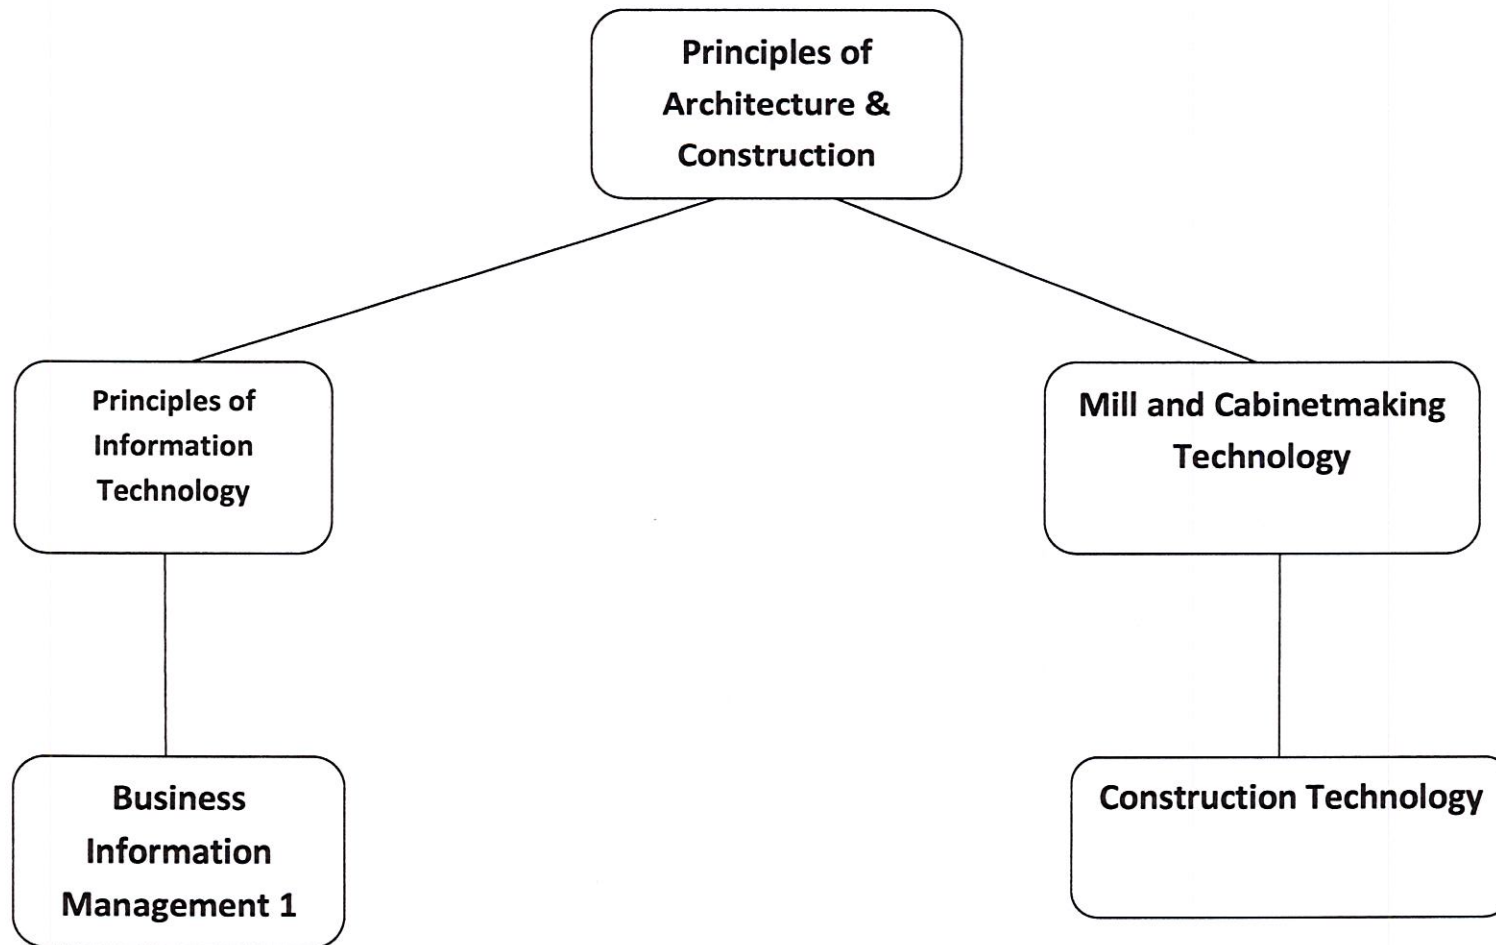 Principles of
Architecture &
Construction
Principles of
Information
Technology
Mill and Cabinetmaking
Technology
Business
Information
Management 1
Construction Technology